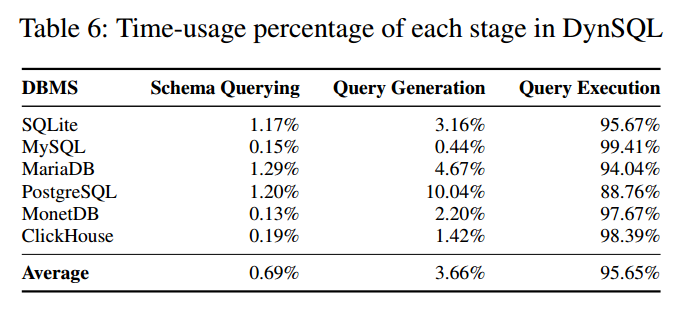 Table 6: Time-usage percentage of each stage in DynSQL
DBMS Schema Querying Query Generation Query Execution
SQLite 1.17% 3.16% 95.67%
MySQL 0.15% 0.44% 99.41%
MariaDB 1.29% 4.67% 94.04%
PostgreSQL 1.20% 10.04% 88.76%
MonetDB 0.13% 2.20% 97.67%
ClickHouse 0.19% 1.42% 98.39%
Average 0.69% 3.66% 95.65%